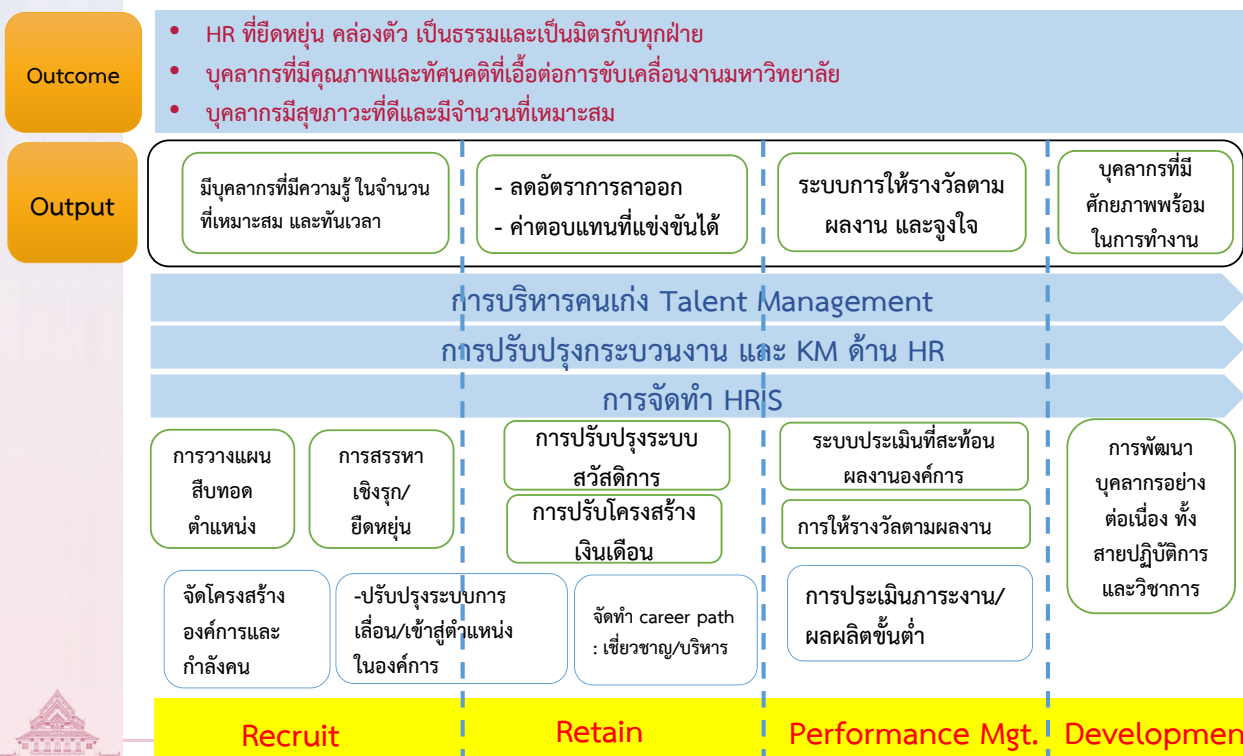 Outcome
• HR ที่ยืดหยุ่น คล่องตัว เป็นธรรมและเป็นมิตรกับทุกฝ่าย
• บุคลากรที่มีคุณภาพและทัศนคติที่เอื้อต่อการขับเคลื่อนงานมหาวิทยาลัย
• บุคลากรมีสุขภาวะที่ดีและมีจำนวนที่เหมาะสม
Output
มีบุคลากรที่มีความรู้ ในจำนวน
ที่เหมาะสม และทันเวลา
- ลดอัตราการลาออก
- ค่าตอบแทนที่แข่งขันได้
ระบบการให้รางวัลตาม
ผลงาน และจูงใจ
บุคลากรที่มี
ศักยภาพพร้อม
ในการทำงาน
การบริหารคนเก่ง Talent Management
การปรับปรุงกระบวนงาน และ KM ด้าน HR
การจัดทำ HRIS
การวางแผน
สืบทอด
ตำแหน่ง
การสรรหา
เชิงรุก/
ยืดหยุ่น
การปรับปรุงระบบ
สวัสดิการ
การปรับโครงสร้าง
เงินเดือน
ระบบประเมินที่สะท้อน
ผลงานองค์การ
การให้รางวัลตามผลงาน
การพัฒนา
บุคลากรอย่าง
ต่อเนื่อง ทั้ง
สายปฏิบัติการ
และวิชาการ
จัดโครงสร้าง
องค์การและ
กำลังคน
-ปรับปรุงระบบการ
เลื่อน/เข้าสู่ตำแหน่ง
ในองค์การ
จัดทำ career path
: เชี่ยวชาญ/บริหาร
การประเมินภาระงาน/
ผลผลิตขั้นต่ำ
Recruit
Retain
Performance Mgt.
Developmen